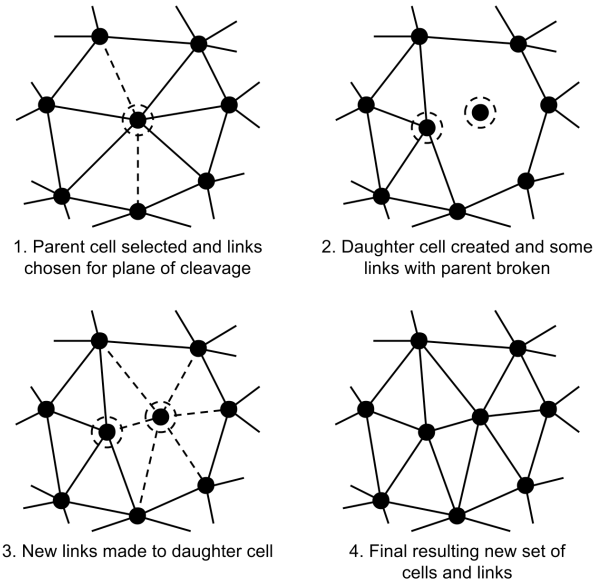 1. Parent cell selected and links
chosen for plane of cleavage
2. Daughter cell created and some
links with parent broken
3. New links made to daughter cell
4. Final resulting new set of
cells and links